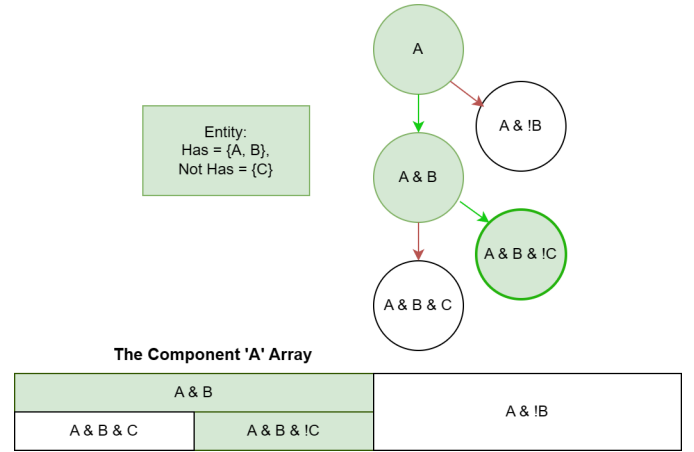 A
A & !B
Entity:
Has = {A, B},
Not Has = {C}
A & B
A & B & !C
A & B & C
The Component 'A' Array
A & B
A & !B
A & B & C
A & B & !C